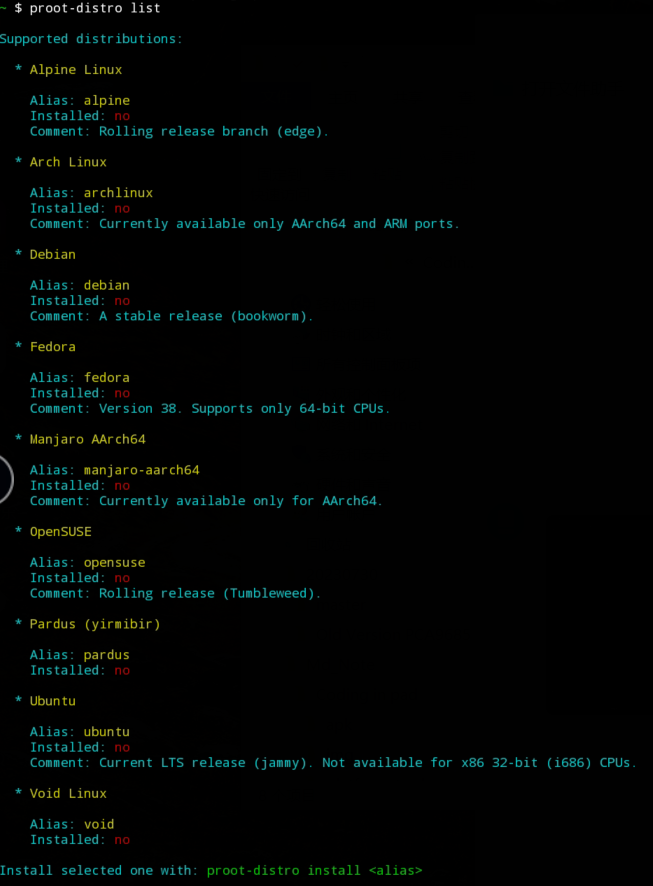 ~ $ proot-distro list
Supported distributions:
* Alpine Linux
Alias: alpine
Installed: no
Comment: Rolling release branch (edge).
* Arch Linux
Alias: archlinux
Installed: no
Comment: Currently available only AArch64 and ARM ports.
* Debian
Alias: debian
Installed: no
Comment: A stable release (bookworm).
* Fedora
Alias: fedora
Installed: no
Comment: Version 38. Supports only 64-bit CPUs.
* Manjaro AArch64
Alias: manjaro-aarch64
Installed: no
Comment: Currently available only for AArch64.
* OpenSUSE
Alias: opensuse
Installed: no
Comment: Rolling release (Tumbleweed).
* Pardus (yirmibir)
Alias: pardus
Installed: no
* Ubuntu
Alias: ubuntu
Installed: no
Comment: Current LTS release (jammy). Not available for x86 32-bit (i686) CPUs.
* Void Linux
Alias: void
Installed: no
Install selected one with: proot-distro install <alias>